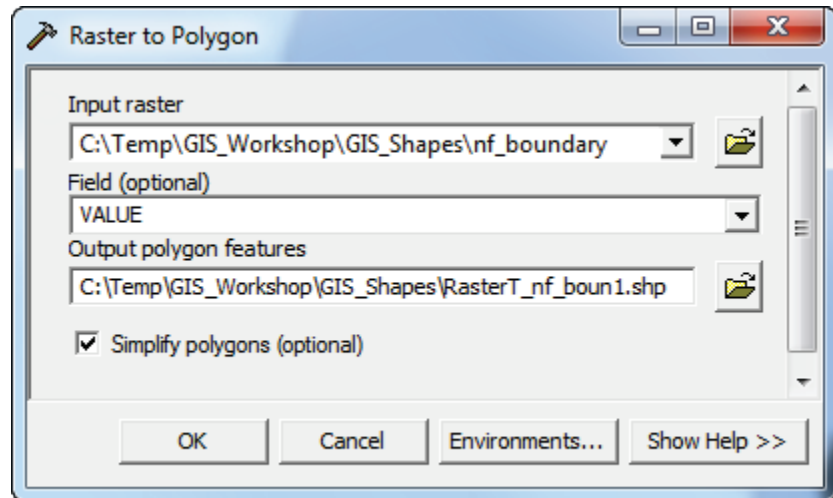 Raster to Polygon
Input raster
C:\Temp\GIS_Workshop\GIS_Shapes\nf_boundary
Field (optional)
VALUE
Output polygon features
C:\Temp\GIS_Workshop\GIS_Shapes\RasterT_nf_boun1.shp
Simplify polygons (optional)
OK Cancel Environments... Show Help >>